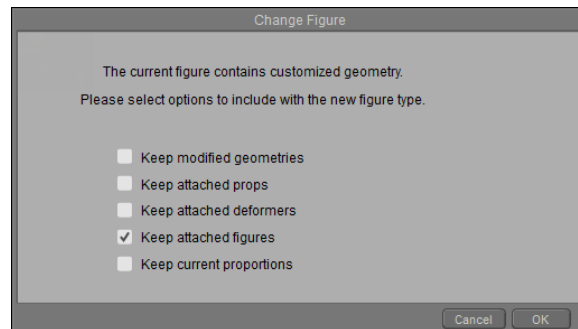 Change Figure
The current figure contains customized geometry.
Please select options to include with the new figure type.
Keep modified geometries
Keep attached props
Keep attached deformers
Keep attached figures
Keep current proportions
Cancel OK